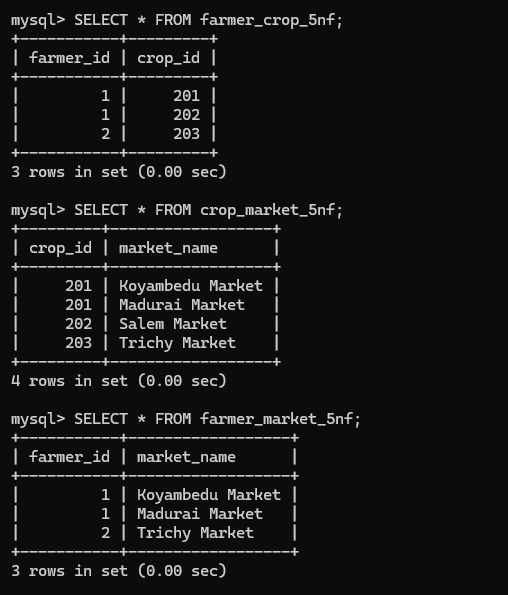 mysql> SELECT * FROM farmer_crop_5nf;
+-----------+---------+
| farmer_id | crop_id |
+-----------+---------+
|         1 |     201 |
|         1 |     202 |
|         2 |     203 |
+-----------+---------+
3 rows in set (0.00 sec)

mysql> SELECT * FROM crop_market_5nf;
+---------+------------------+
| crop_id | market_name      |
+---------+------------------+
|     201 | Koyambedu Market |
|     201 | Madurai Market   |
|     202 | Salem Market     |
|     203 | Trichy Market    |
+---------+------------------+
4 rows in set (0.00 sec)

mysql> SELECT * FROM farmer_market_5nf;
+-----------+------------------+
| farmer_id | market_name      |
+-----------+------------------+
|         1 | Koyambedu Market |
|         1 | Madurai Market   |
|         2 | Trichy Market    |
+-----------+------------------+
3 rows in set (0.00 sec)